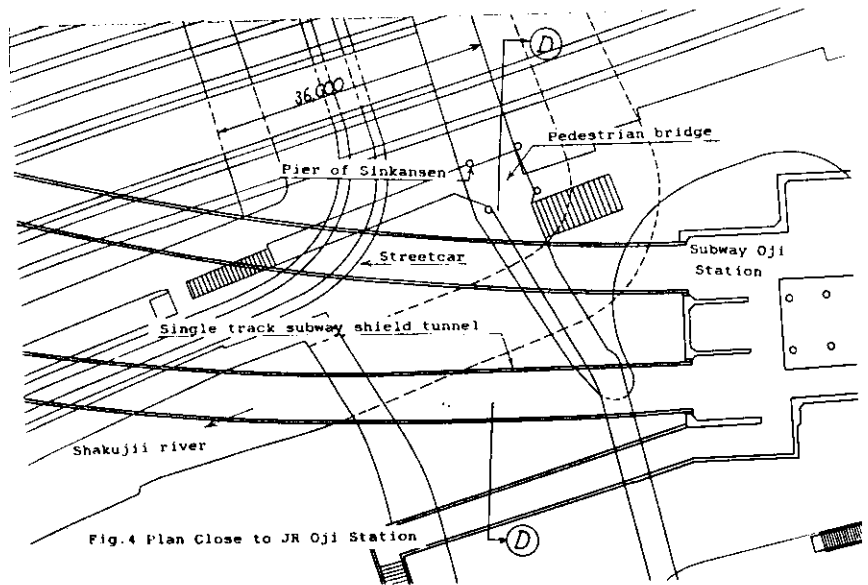 D
36,000
Pedestrian bridge
Pier of Sinkansen
Streetcar
Subway Oji
Station
Single track subway shield tunnel
Shakujii river
Fig.4 Plan Close to JR Oji Station
D